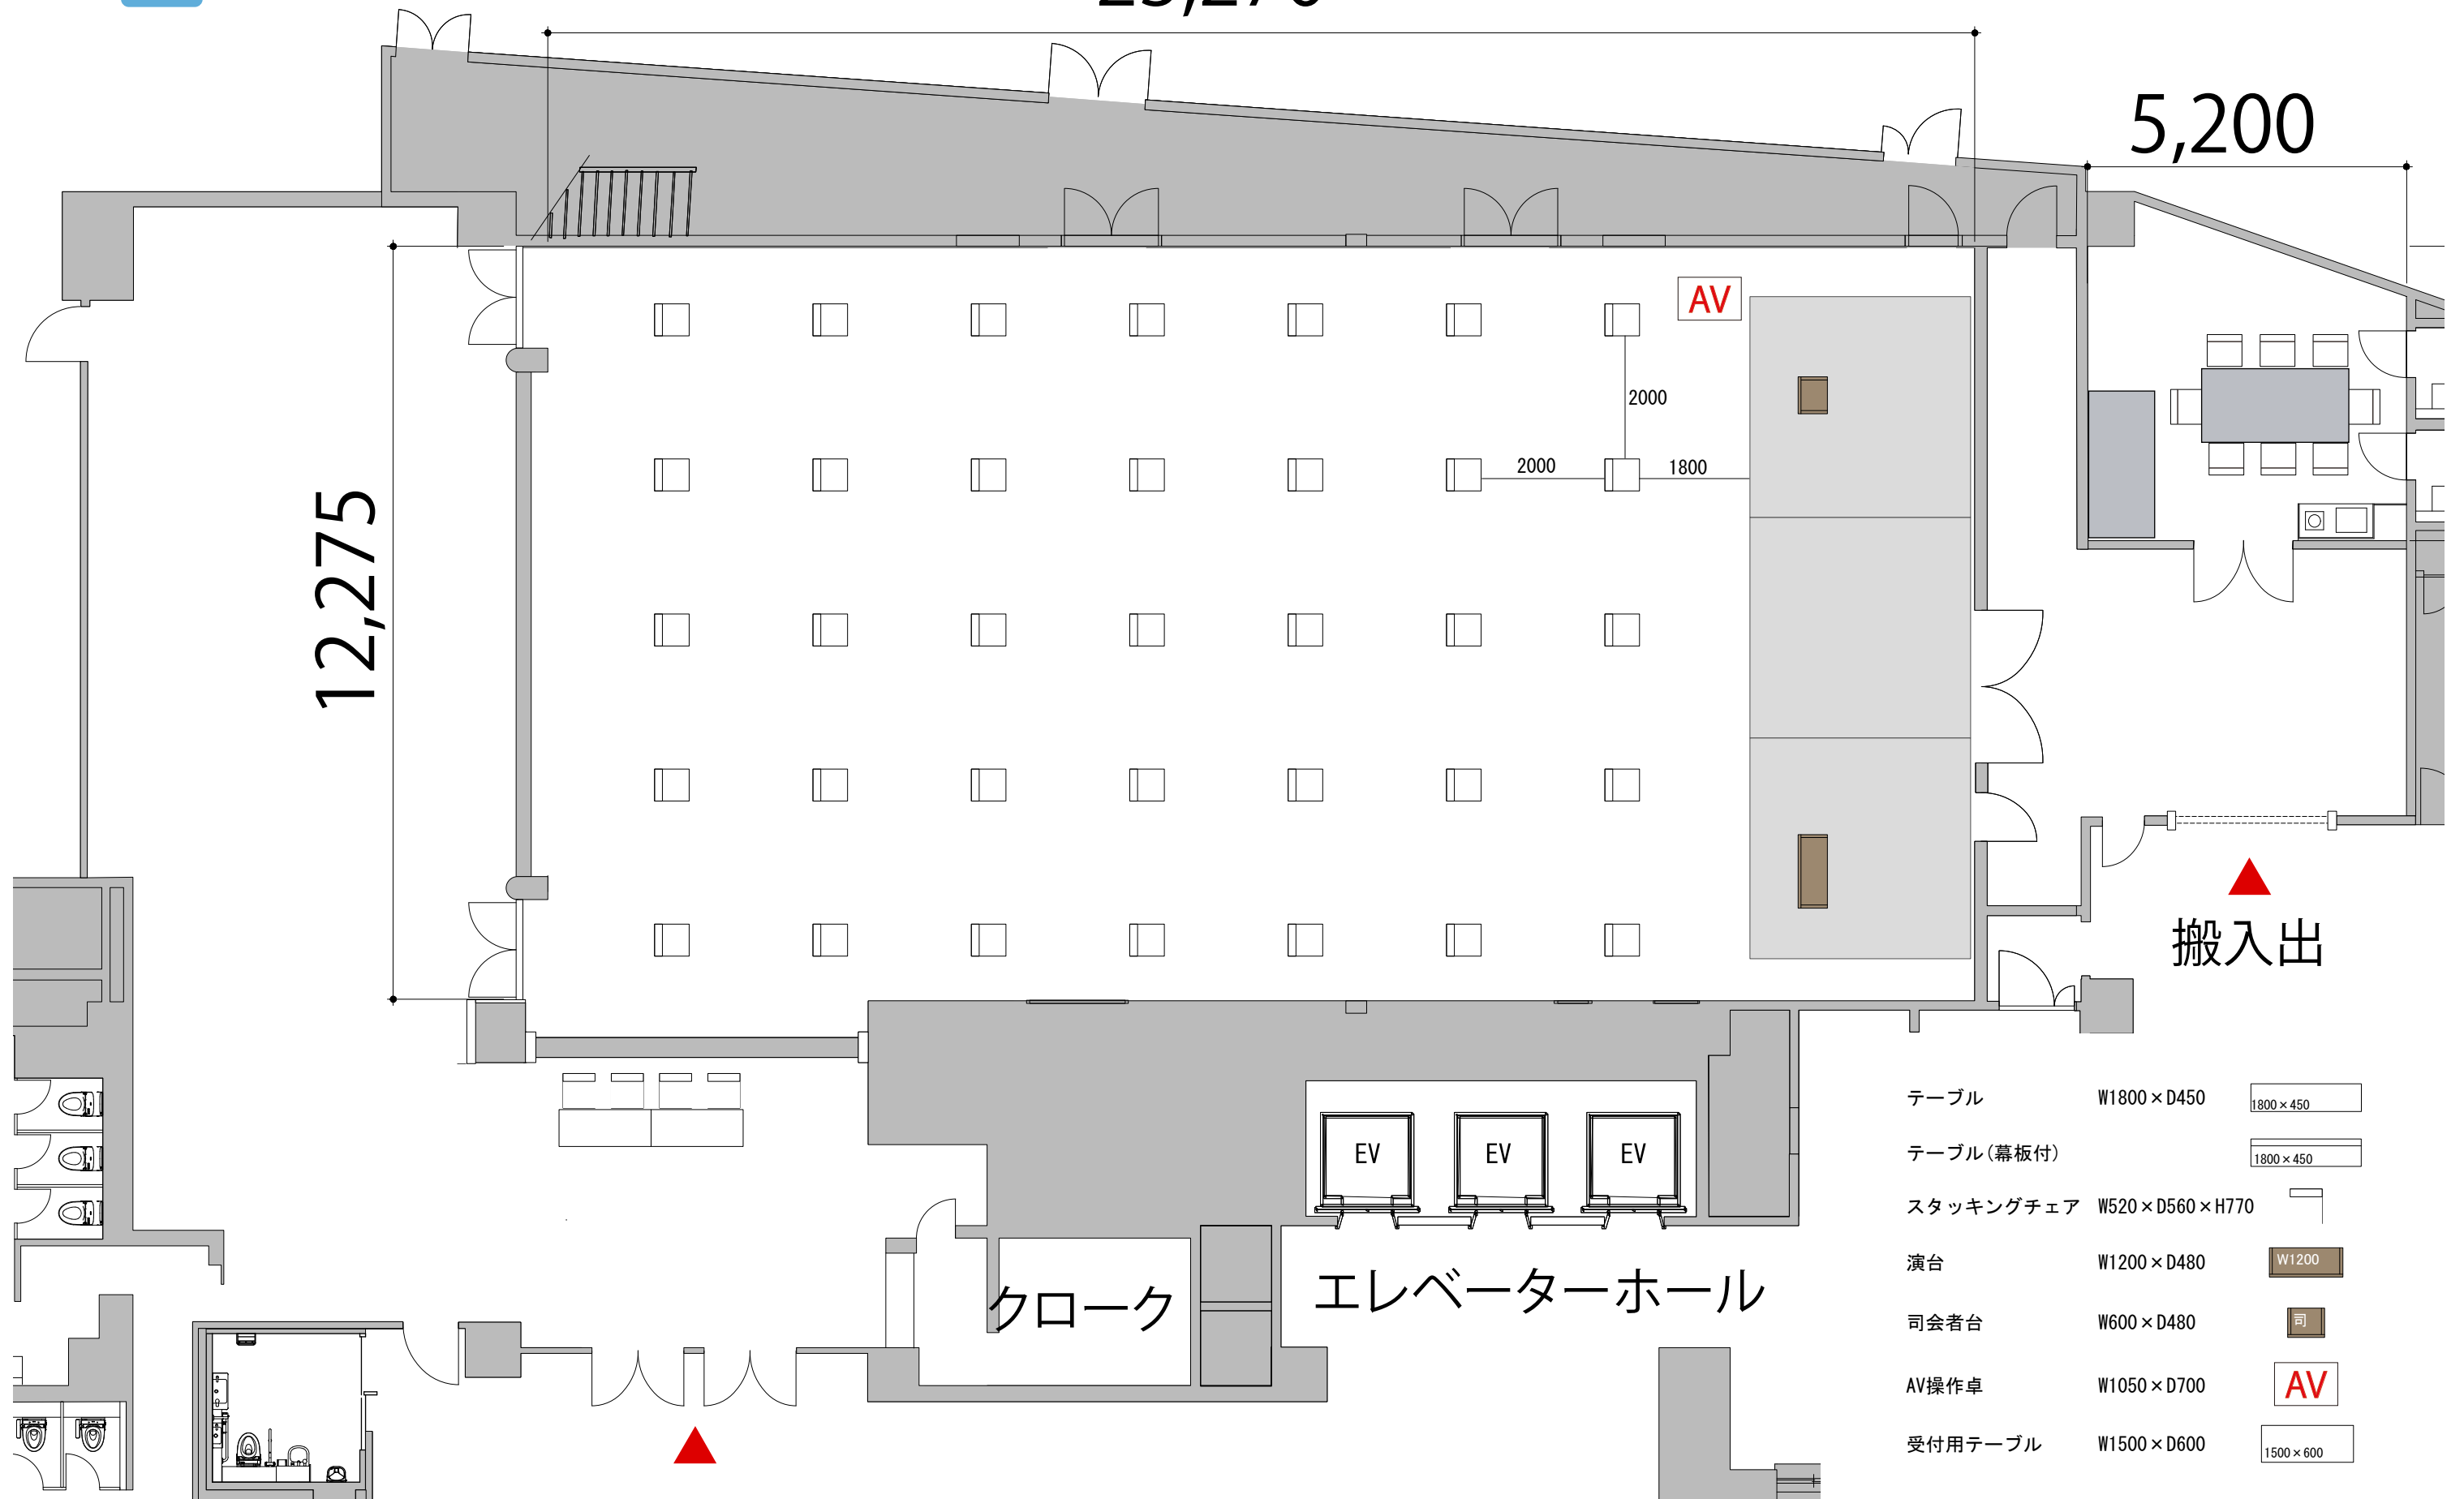 5,200
AV
2000
2000
1800
12,275
搬入出
EV
EV
EV
クローク
エレベーターホール
テーブル W1800×D450 1800×450
テーブル(幕板付) 1800×450
スタッキングチェア W520×D560×H770
演台 W1200×D480 W1200
司会者台 W600×D480 司
AV操作卓 W1050×D700 AV
受付用テーブル W1500×D600 1500×600